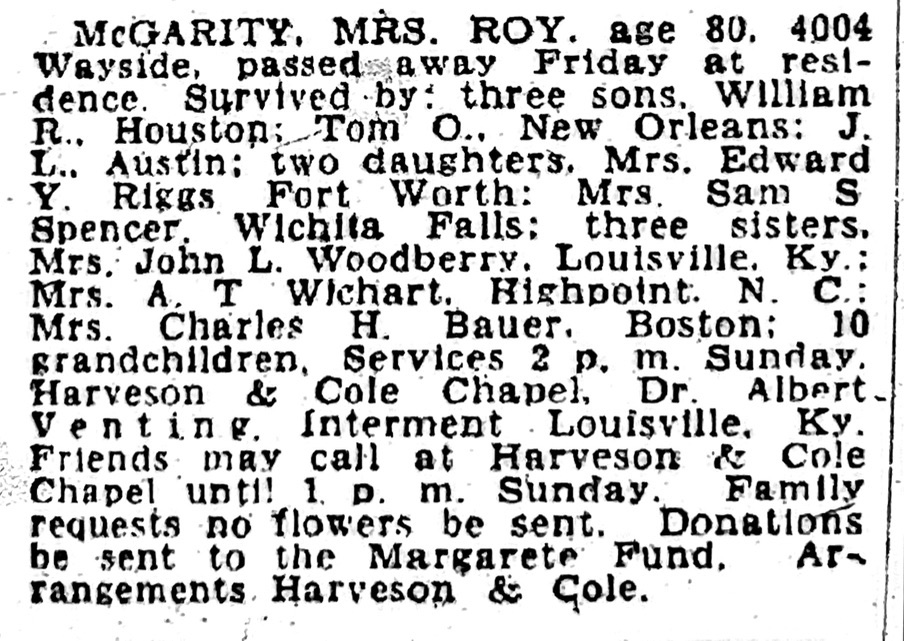 McGARITY, MRS. ROY, age 80, 4004
Wayside, passed away Friday at resi-
dence. Survived by: three sons, William
R., Houston; Tom O., New Orleans; J.
L., Austin; two daughters, Mrs. Edward
Y. Riggs Fort Worth; Mrs. Sam S
Spencer, Wichita Falls; three sisters,
Mrs. John L. Woodberry, Louisville, Ky.;
Mrs. A. T Wichart, Highpoint, N. C.;
Mrs. Charles H. Bauer, Boston; 10
grandchildren. Services 2 p. m. Sunday,
Harveson & Cole Chapel, Dr. Albert
Venting. Interment Louisville, Ky.
Friends may call at Harveson & Cole
Chapel until 1 p. m. Sunday. Family
requests no flowers be sent. Donations
be sent to the Margarete Fund. Ar-
rangements Harveson & Cole.